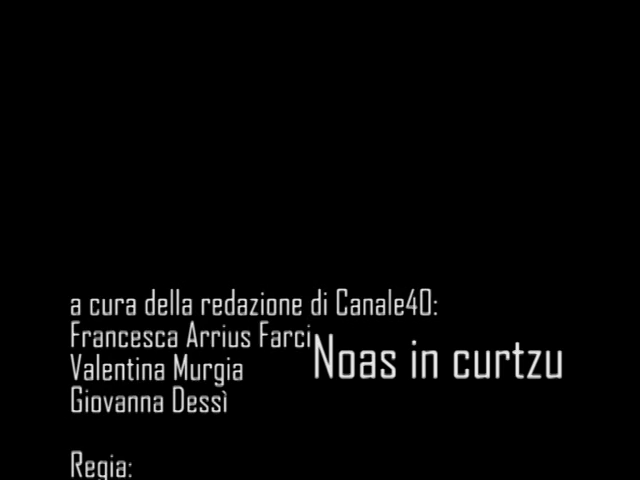 a cura della redazione di Canale40:
Francesca Arrius Farci
Valentina Murgia
Giovanna Dessì
Noas in curtzu
Regia: